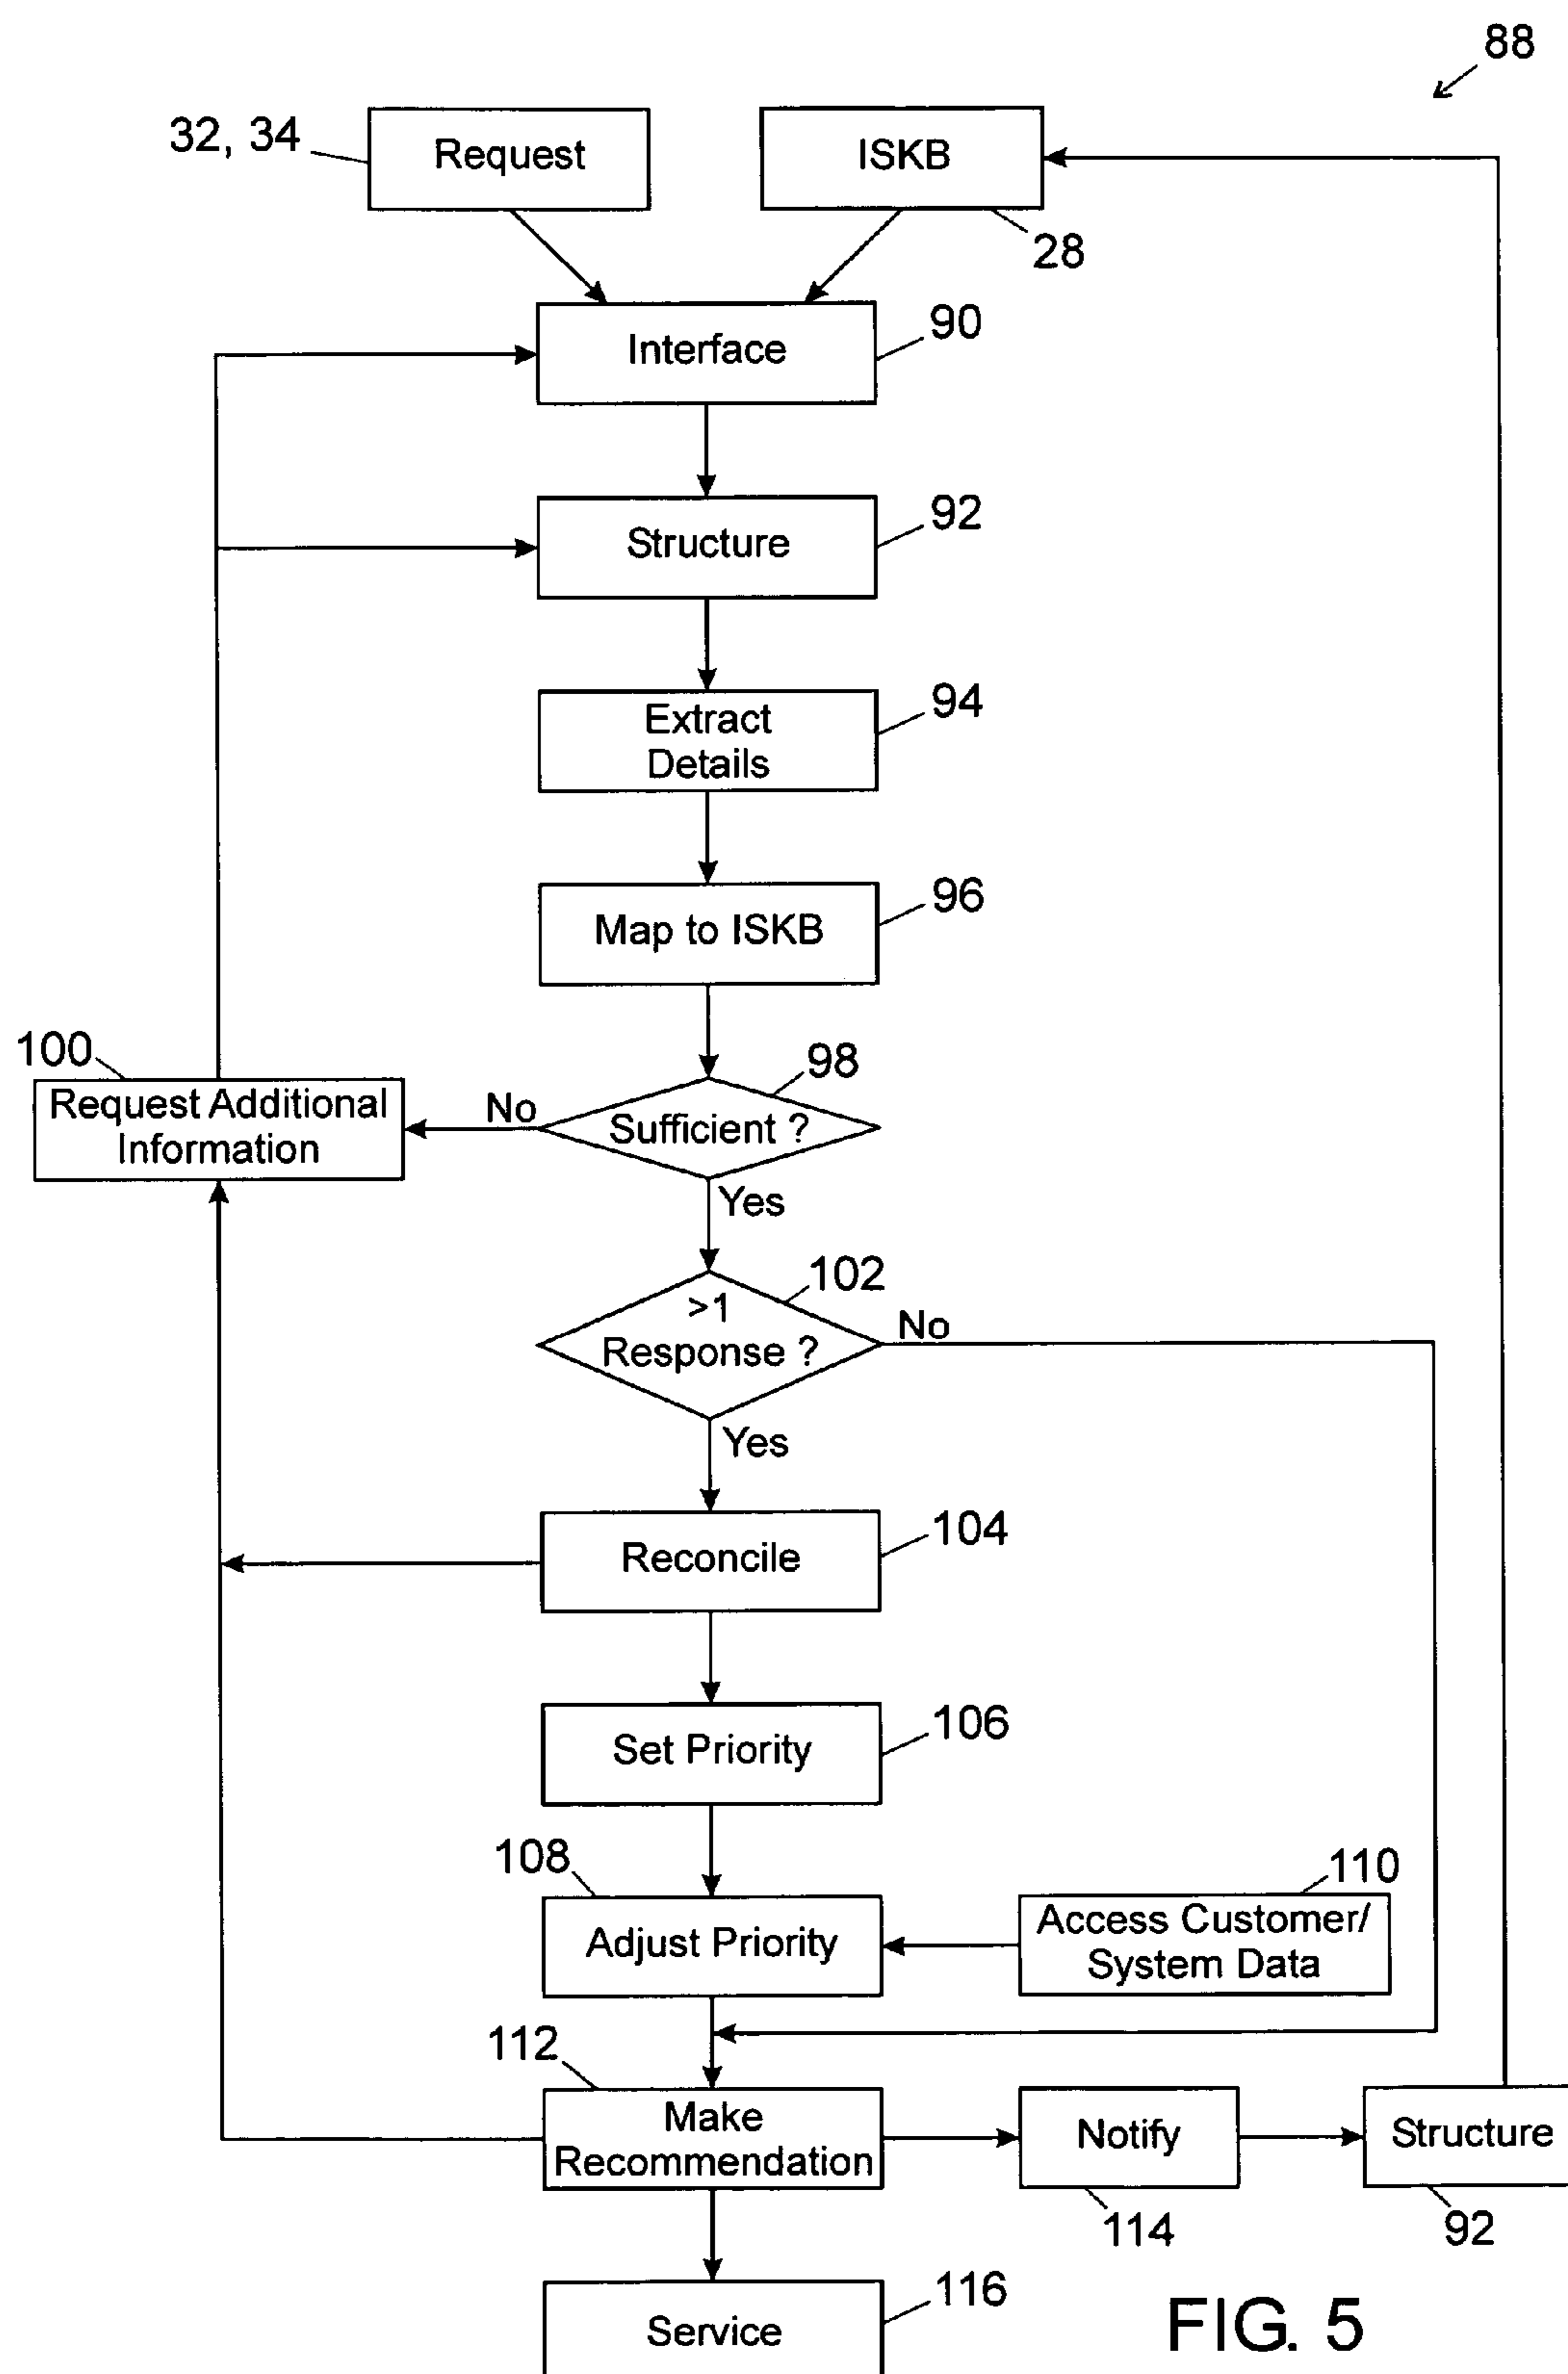 88
32, 34
Request
ISKB
28
Interface
90
Structure
92
Extract
Details
94
Map to ISKB
96
100
Request Additional
Information
No
98
Sufficient ?
Yes
102
>1
Response ?
No
Yes
Reconcile
104
Set Priority
106
108
Adjust Priority
110
Access Customer/
System Data
112
Make
Recommendation
Notify
114
Structure
92
Service
116
FIG. 5